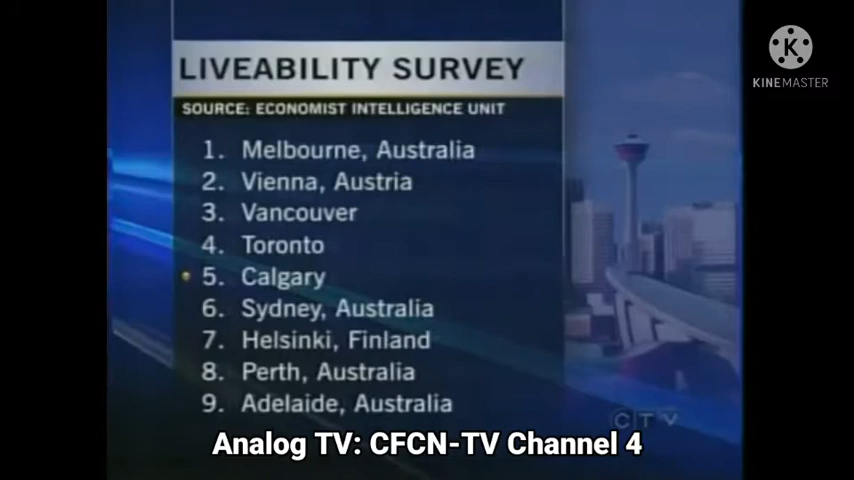 LIVEABILITY SURVEY
K
KINEMASTER
SOURCE: ECONOMIST INTELLIGENCE UNIT
1. Melbourne, Australia
2. Vienna, Austria
3. Vancouver
4. Toronto
5. Calgary
6. Sydney, Australia
7. Helsinki, Finland
8. Perth, Australia
9. Adelaide, Australia
CTV
Analog TV: CFCN-TV Channel 4